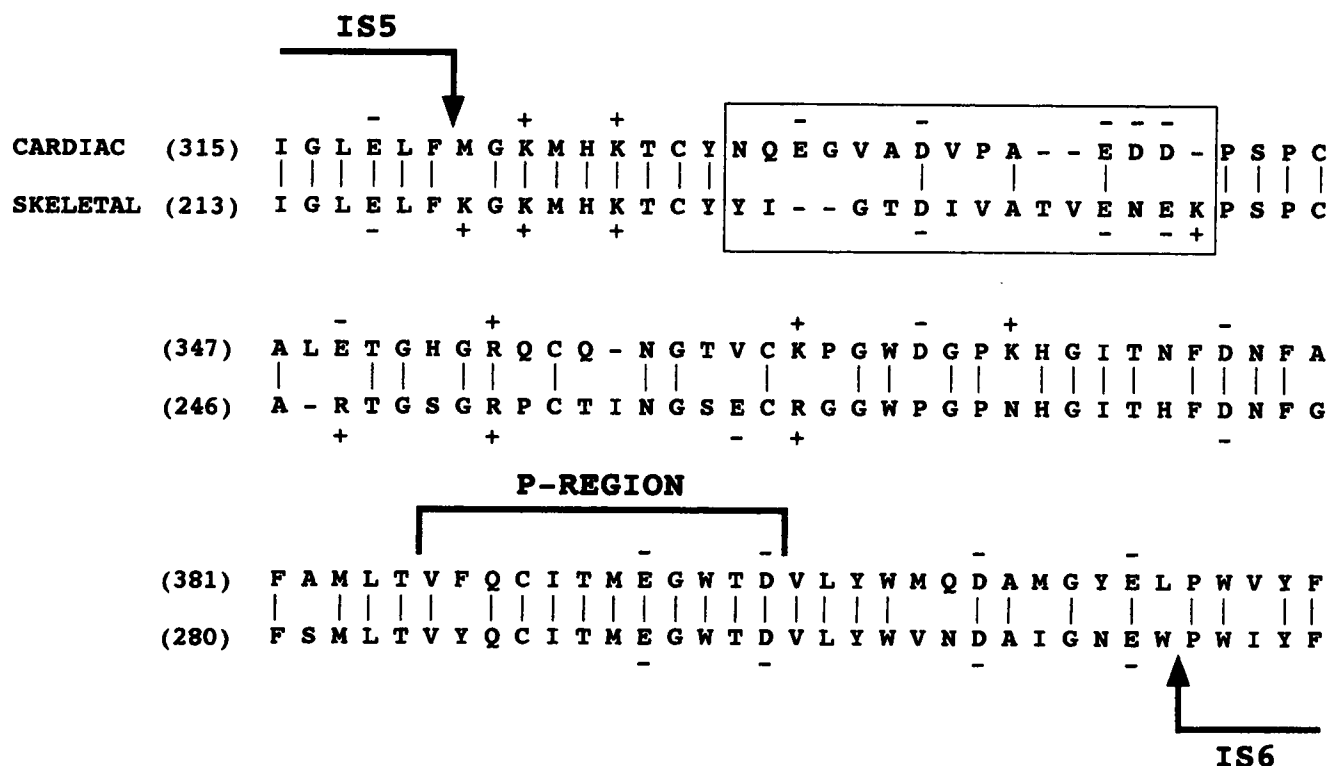 IS5
- + + - - - - -
CARDIAC (315) I G L E L F M G K M H K T C Y N Q E G V A D V P A - - E D D - P S P C
SKELETAL (213) I G L E L F K G K M H K T C Y Y I - - G T D I V A T V E N E K P S P C
- + + + - - - +
- + + - + -
(347) A L E T G H G R Q C Q - N G T V C K P G W D G P K H G I T N F D N F A
(246) A - R T G S G R P C T I N G S E C R G G W P G P N H G I T H F D N F G
+ + - + -
P-REGION
- - - -
(381) F A M L T V F Q C I T M E G W T D V L Y W M Q D A M G Y E L P W V Y F
(280) F S M L T V Y Q C I T M E G W T D V L Y W V N D A I G N E W P W I Y F
- - - -
IS6